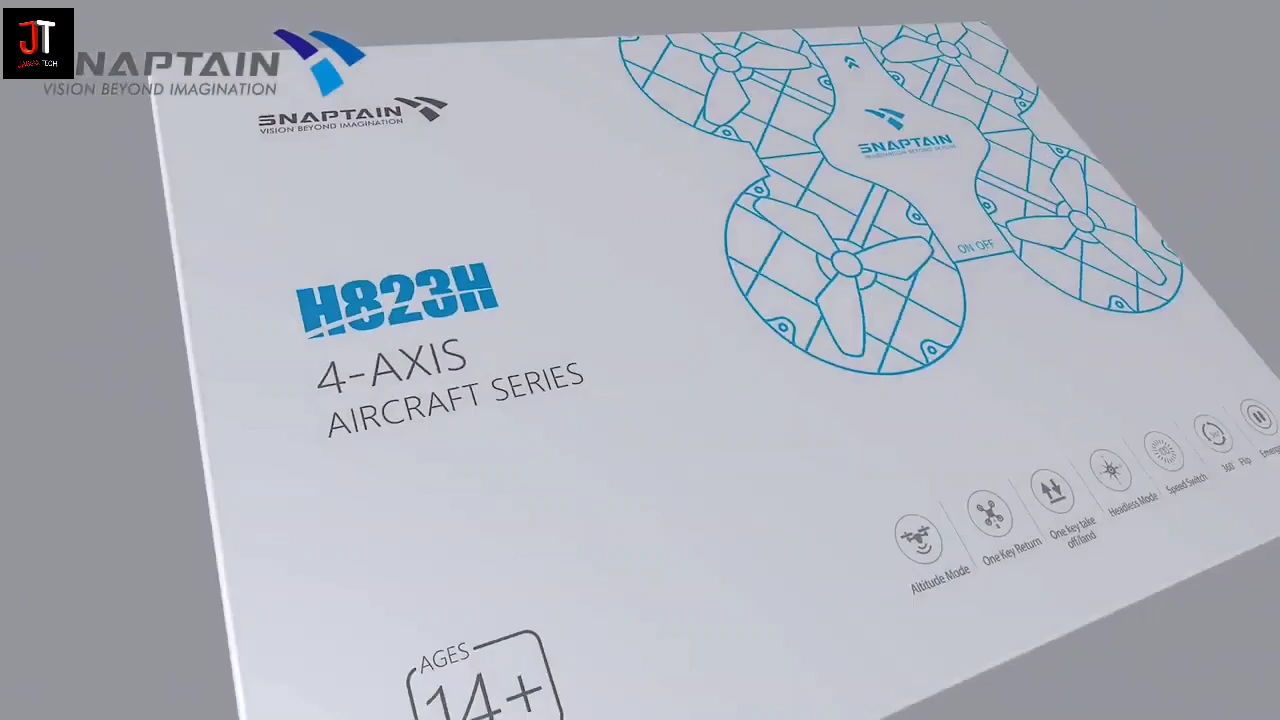 JT
TECH
SNAPTAIN
VISION BEYOND IMAGINATION
SNAPTAIN
VISION BEYOND IMAGINATION
SNAPTAIN
ON OFF
H823H
4-AXIS
AIRCRAFT SERIES
Altitude Mode
One Key Return
One key take
off/land
Headless Mode
Speed Switch
360° Flip
AGES
14+